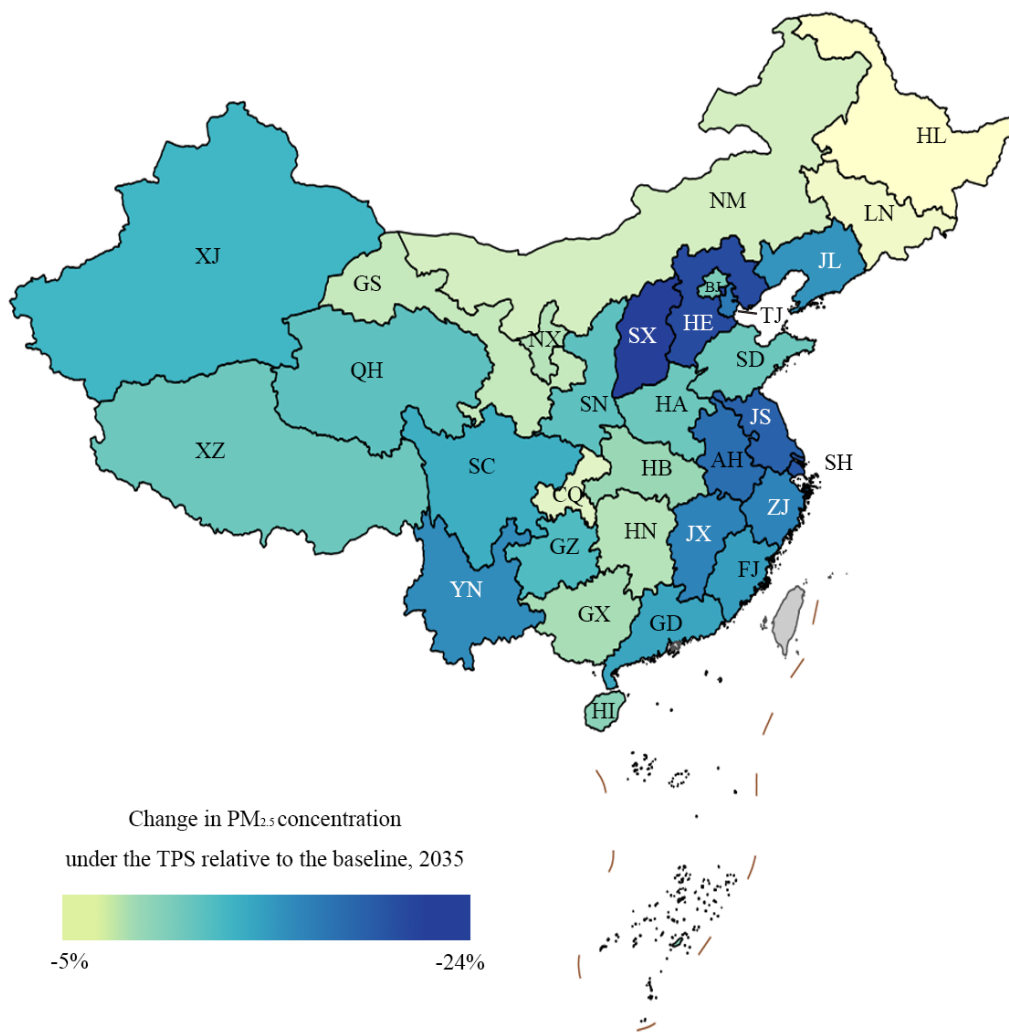 HL
NM
LN
XJ
JL
GS
BJ
TJ
HE
SX
NX
SD
QH
SN
HA
JS
XZ
SC
AH
SH
HB
CQ
ZJ
HN
JX
GZ
FJ
YN
GX
GD
HI
Change in PM2.5 concentration
under the TPS relative to the baseline, 2035
-5%
-24%